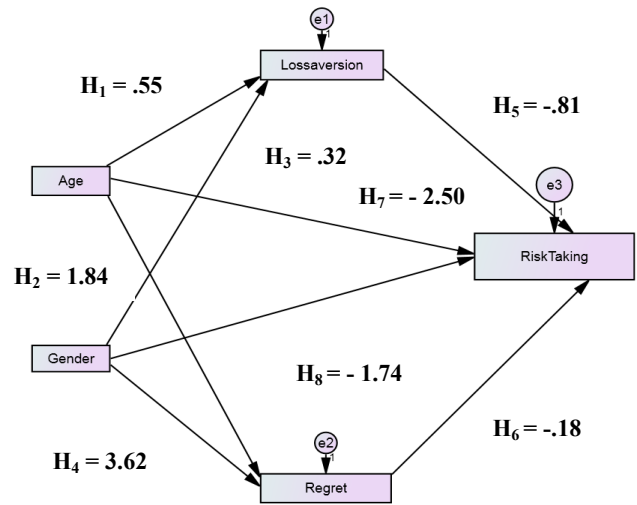 e1
1
Lossaversion
H₁ = .55
H₅ = -.81
H₃ = .32
e3
1
Age
H₇ = - 2.50
RiskTaking
H₂ = 1.84
Gender
H₈ = - 1.74
H₆ = -.18
e2
1
H₄ = 3.62
Regret